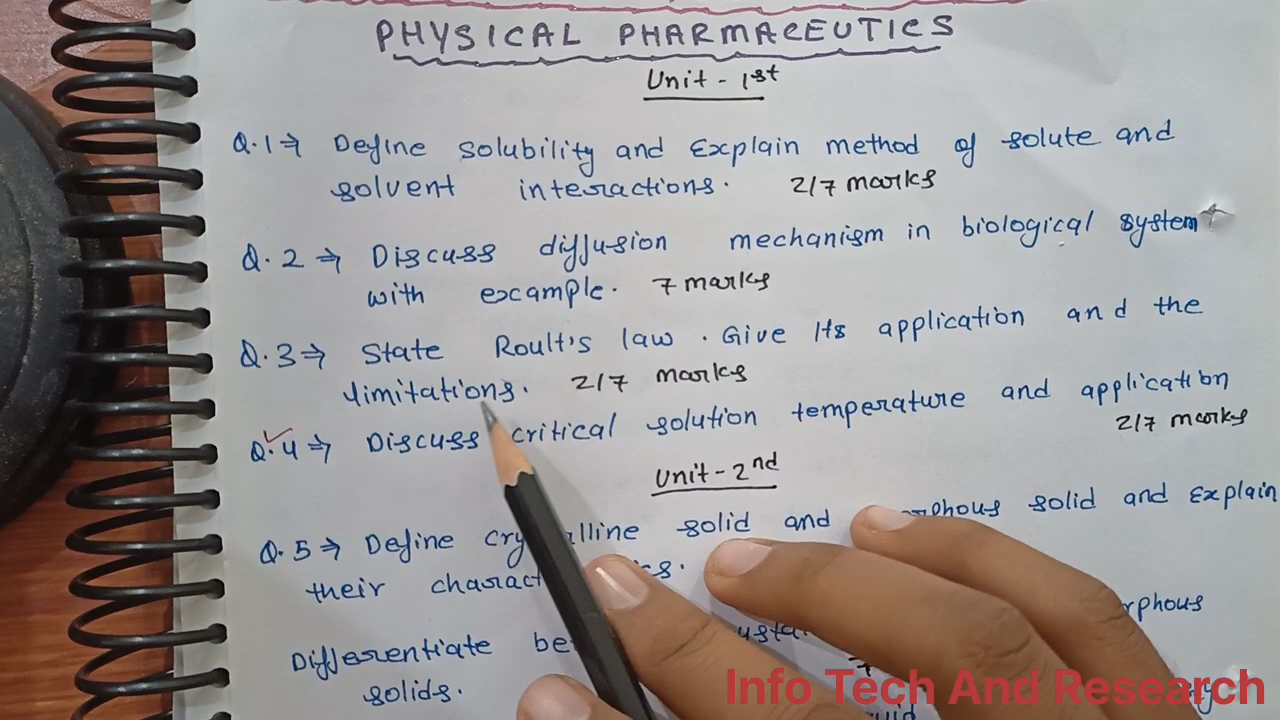 PHYSICAL PHARMACEUTICS
Unit - 1st
Q.1⇒ Define solubility and Explain method of solute and
solvent interactions. 2/7 marks
Q.2⇒ Discuss diffusion mechanism in biological system
with example. 7 marks
Q.3⇒ State Roult's law. Give Its application and the
limitations. 2/7 marks
Q.4⇒ Discuss critical solution temperature and application
2/7 marks
Unit - 2nd
Q.5⇒ Define solid and solid and Explain
their
Differentiate
solids.
Info Tech And Research